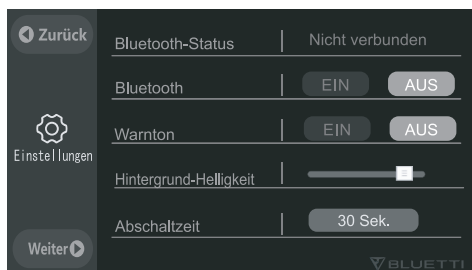 Zurück
Einstellungen
Weiter
Bluetooth-Status | Nicht verbunden
Bluetooth | EIN AUS
Warnton | EIN AUS
Hintergrund-Helligkeit |
Abschaltzeit | 30 Sek.
BLUETTI